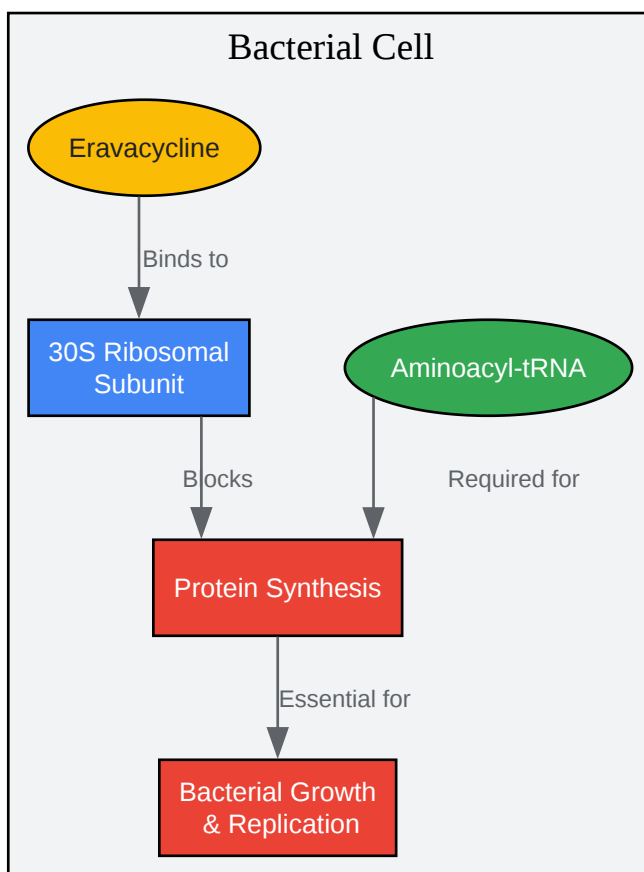 Bacterial Cell
Eravacycline
Binds to
30S Ribosomal
Subunit
Aminoacyl-tRNA
Blocks
Required for
Protein Synthesis
Essential for
Bacterial Growth
& Replication